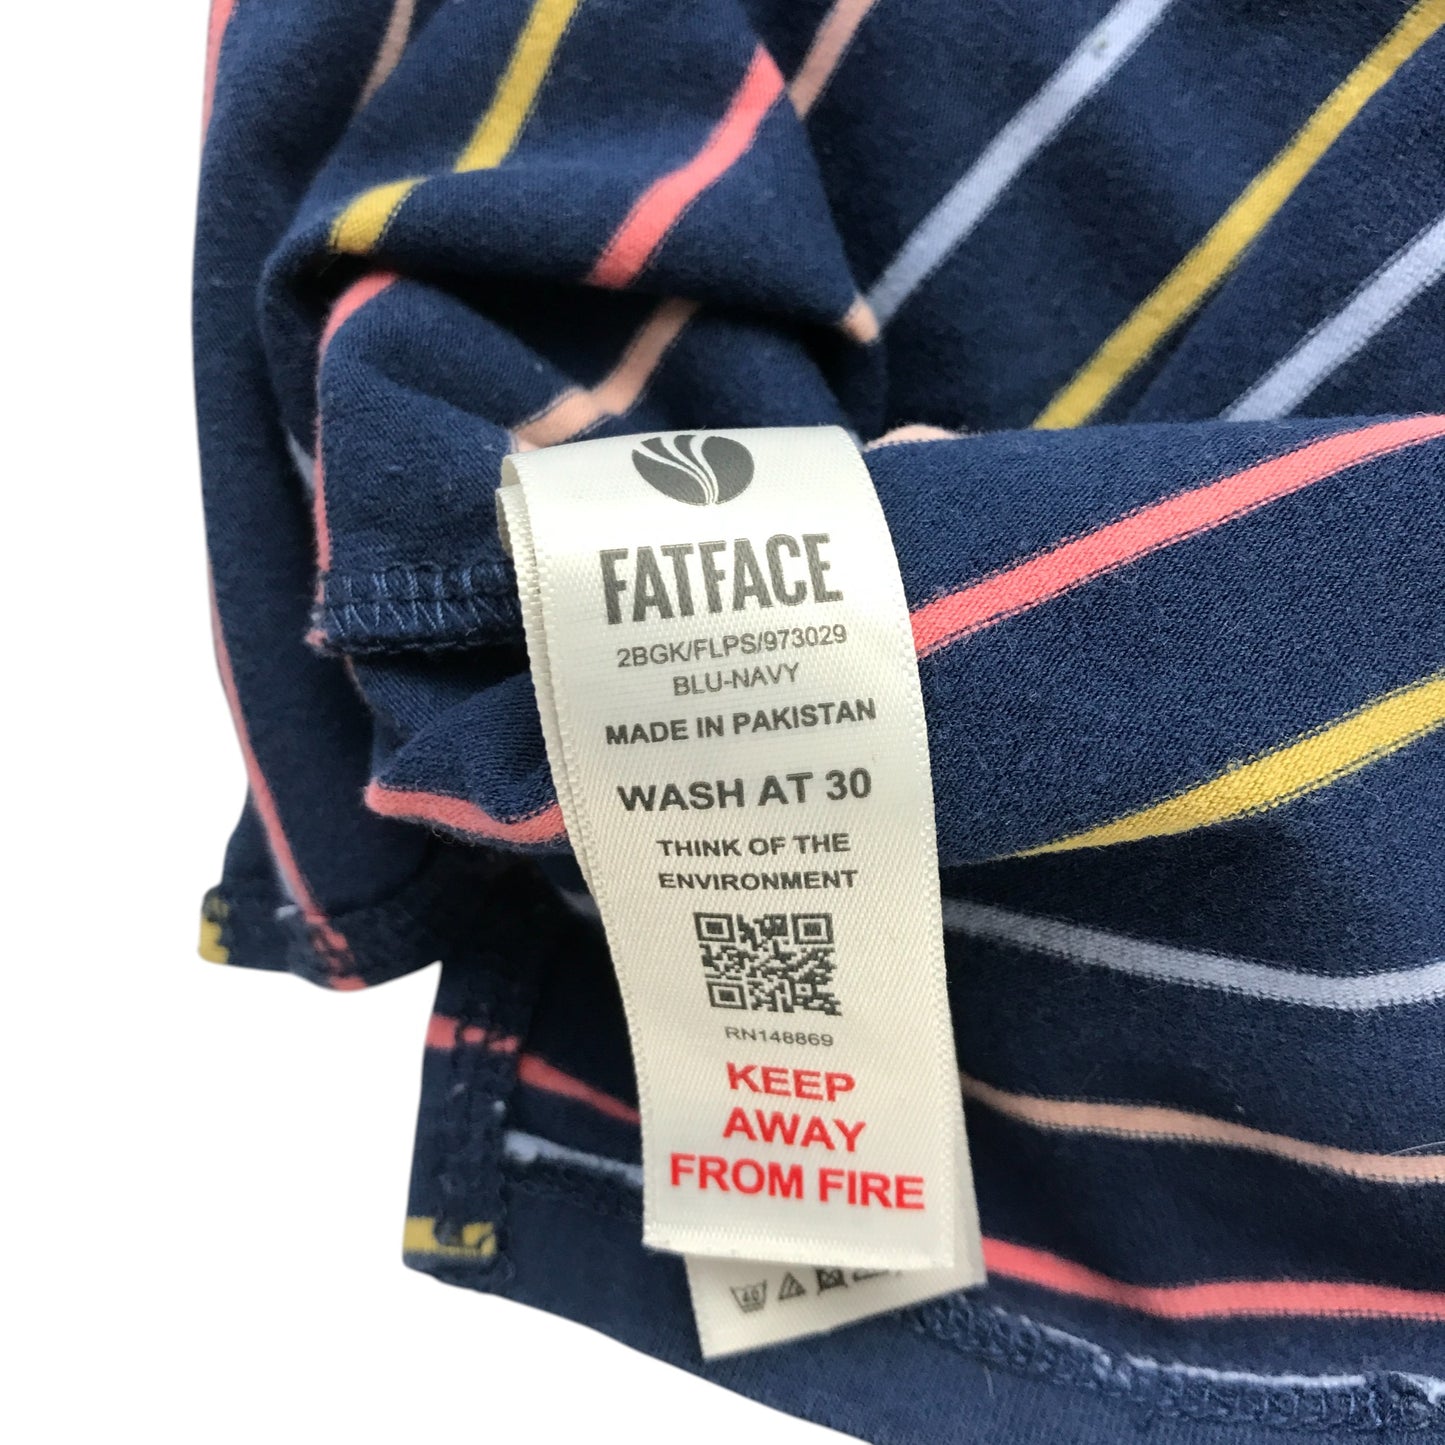 FATFACE
2BGK/FLPS/973029
BLU-NAVY
MADE IN PAKISTAN
WASH AT 30
THINK OF THE
ENVIRONMENT
RN148869
KEEP
AWAY
FROM FIRE
40